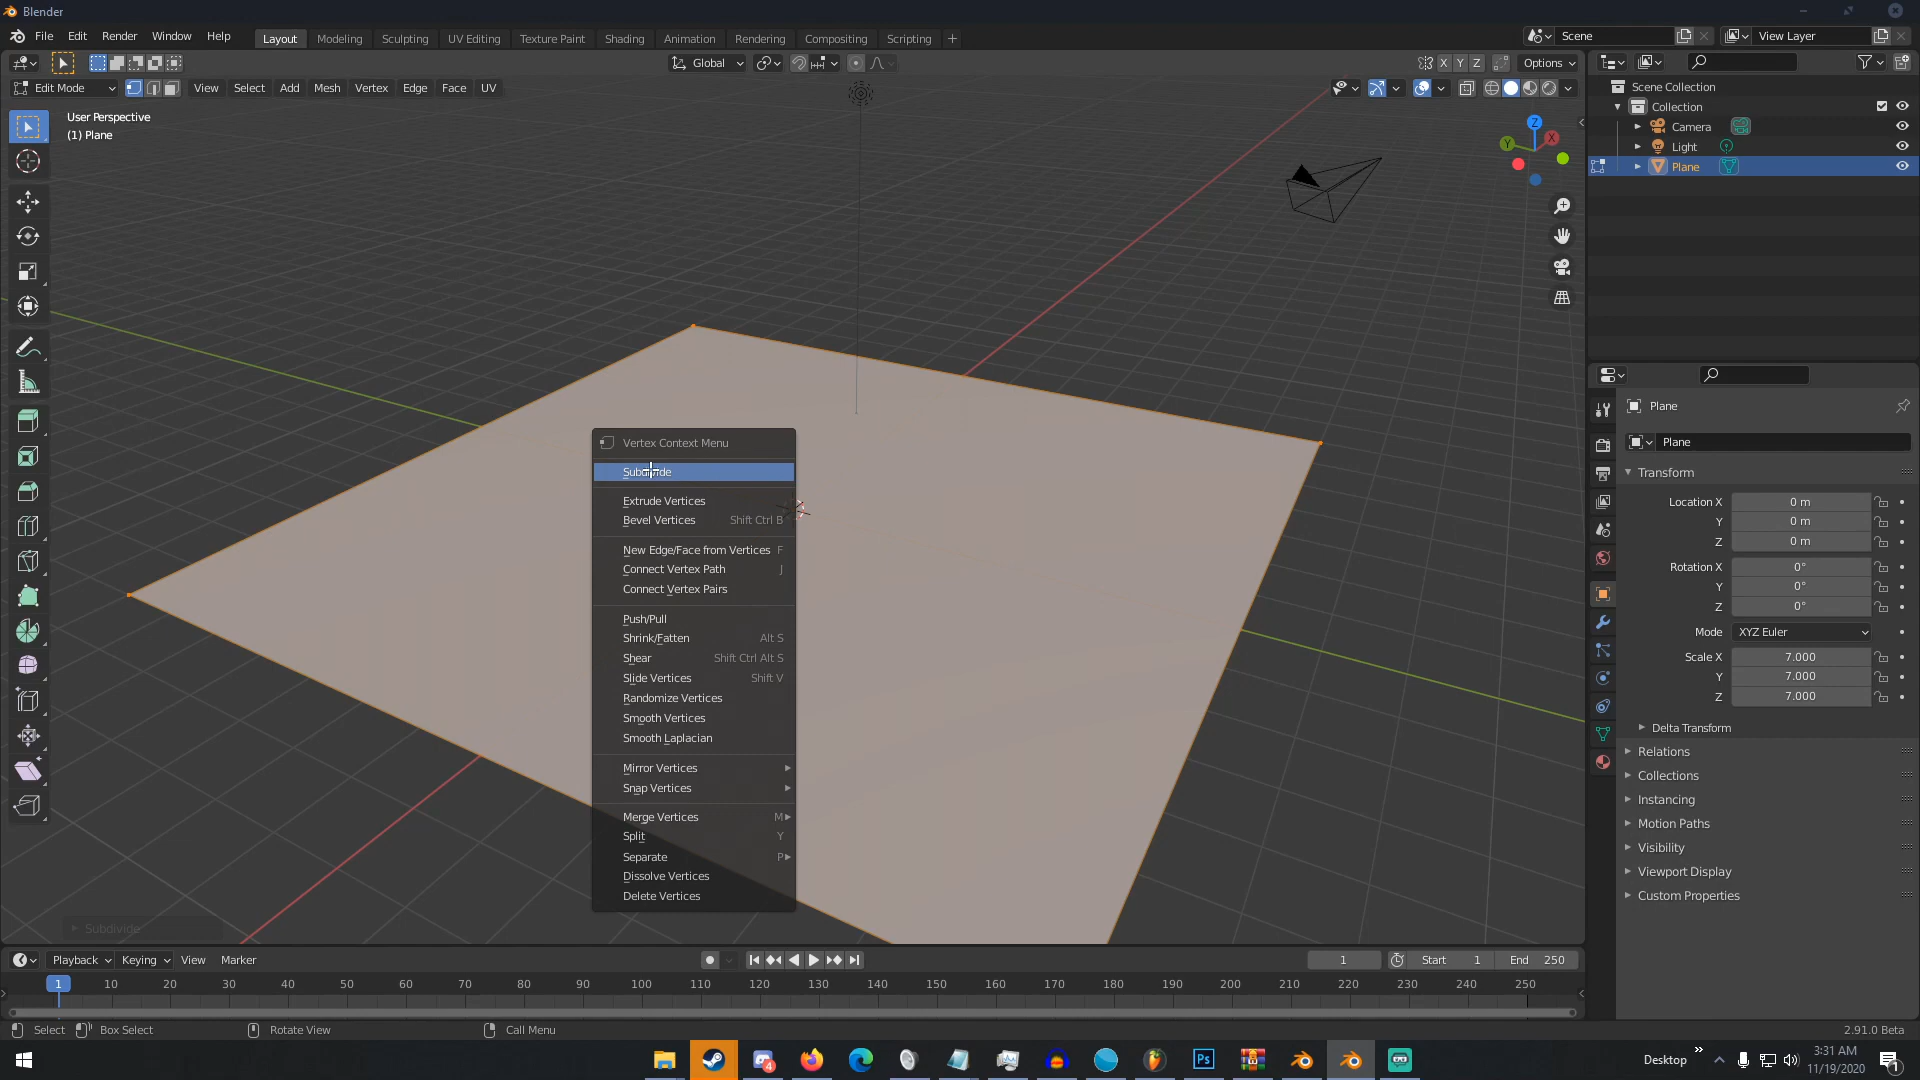 Blender
File Edit Render Window Help
Layout Modeling Sculpting UV Editing Texture Paint Shading Animation Rendering Compositing Scripting +
Scene
View Layer
Global
X Y Z
Options
Edit Mode
View Select Add Mesh Vertex Edge Face UV
User Perspective
(1) Plane
Z
Y
X
Scene Collection
Collection
Camera
Light
Plane
Vertex Context Menu
Subdivide
Extrude Vertices
Bevel Vertices Shift Ctrl B
New Edge/Face from Vertices F
Connect Vertex Path J
Connect Vertex Pairs
Push/Pull
Shrink/Fatten Alt S
Shear Shift Ctrl Alt S
Slide Vertices Shift V
Randomize Vertices
Smooth Vertices
Smooth Laplacian
Mirror Vertices
Snap Vertices
Merge Vertices M
Split Y
Separate P
Dissolve Vertices
Delete Vertices
Subdivide
Plane
Plane
Transform
Location X 0 m
Y 0 m
Z 0 m
Rotation X 0°
Y 0°
Z 0°
Mode XYZ Euler
Scale X 7.000
Y 7.000
Z 7.000
Delta Transform
Relations
Collections
Instancing
Motion Paths
Visibility
Viewport Display
Custom Properties
Playback Keying View Marker
1
Start 1
End 250
1 10 20 30 40 50 60 70 80 90 100 110 120 130 140 150 160 170 180 190 200 210 220 230 240 250
Select Box Select Rotate View Call Menu
2.91.0 Beta
4
Ps
Desktop
3:31 AM
11/19/2020
1